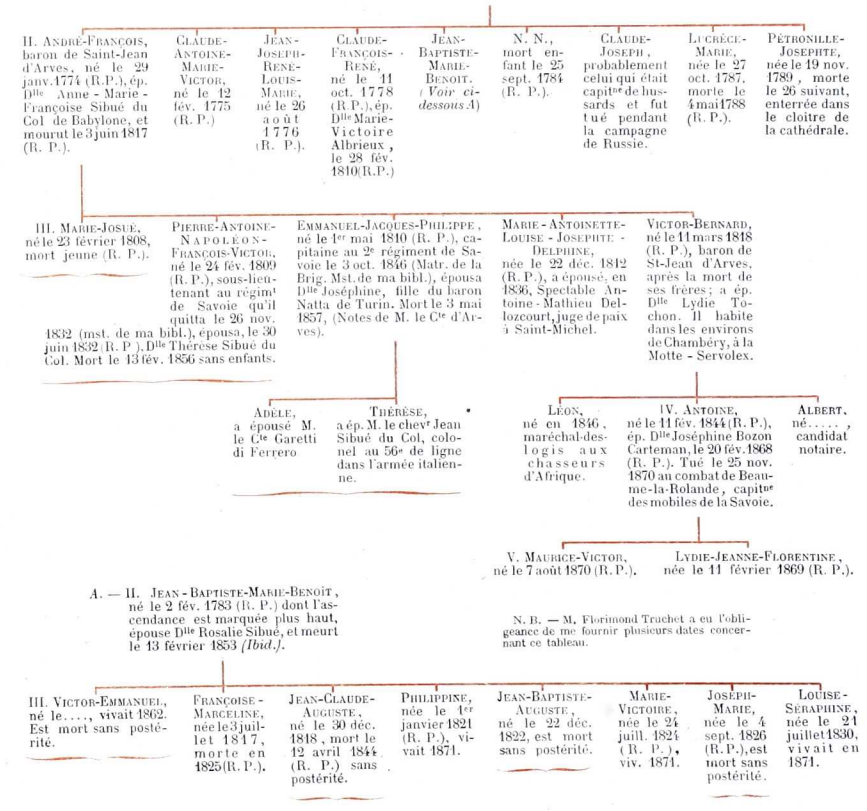 II. ANDRÉ-FRANÇOIS,
baron de Saint-Jean
d'Arves, né le 29
janv. 1774 (R.P.), ép.
Dlle Anne - Marie -
Françoise Sibué du
Col de Babylone, et
mourut le 3 juin 1817
(R. P.).
CLAUDE-
ANTOINE-
MARIE-
VICTOR,
né le 12
fév. 1775
(R. P.)
JEAN-
JOSEPH-
RENÉ-
LOUIS-
MARIE,
né le 26
août
1776
(R. P.).
CLAUDE-
FRANÇOIS-
RENÉ,
né le 11
oct. 1778
(R.P.), ép.
Dlle Marie-
Victoire
Albrieux,
le 28 fév.
1810(R.P.)
JEAN-
BAPTISTE-
MARIE-
BENOIT.
(Voir ci-
dessous A)
N. N.,
mort en-
fant le 25
sept. 1784
(R. P.).
CLAUDE-
JOSEPH,
probablement
celui qui était
capitne de hus-
sards et fut
tué pendant
la campagne
de Russie.
LUCRÈCE-
MARIE,
née le 27
oct. 1787.
morte le
4 mai 1788
(R. P.).
PÉTRONILLE-
JOSEPHTE,
née le 19 nov.
1789, morte
le 26 suivant,
enterrée dans
le cloitre de
la cathédrale.
III. MARIE-JOSUÉ,
né le 23 février 1808,
mort jeune (R. P.).
PIERRE-ANTOINE-
NAPOLÉON-
FRANÇOIS-VICTOR,
né le 24 fév. 1809
(R. P.), sous-lieu-
tenant au régimt
de Savoie qu'il
quitta le 26 nov.
1832 (mst. de ma bibl.), épousa, le 30
juin 1832 (R. P.), Dlle Thérèse Sibué du
Col. Mort le 13 fév. 1856 sans enfants.
EMMANUEL-JACQUES-PHILIPPE,
né le 1er mai 1810 (R. P.), ca-
pitaine au 2e régiment de Sa-
voie le 3 oct. 1846 (Matr. de la
Brig. Mst. de ma bibl.), épousa
Dlle Joséphine, fille du baron
Natta de Turin. Mort le 3 mai
1857, (Notes de M. le Cte d'Ar-
ves).
MARIE - ANTOINETTE-
LOUISE - JOSEPHTE -
DELPHINE,
née le 22 déc. 1812
(R. P.), a épousé, en
1836, Spectable An-
toine - Mathieu Del-
lozcourt, juge de paix
à Saint-Michel.
VICTOR-BERNARD,
né le 11 mars 1818
(R. P.), baron de
St-Jean d'Arves,
après la mort de
ses frères ; a ép.
Dlle Lydie To-
chon. Il habite
dans les environs
de Chambéry, à la
Motte - Servolex.
ADÈLE,
a épousé M.
le Cte Garetti
di Ferrero
THÉRÈSE,
a ép. M. le chevr Jean
Sibué du Col, colo-
nel au 56e de ligne
dans l'armée italien-
ne.
LÉON,
né en 1846,
maréchal-des-
logis aux
chasseurs
d'Afrique.
IV. ANTOINE,
né le 11 fév. 1844 (R. P.),
ép. Dlle Joséphine Bozon
Carteman, le 20 fév. 1868
(R. P.). Tué le 25 nov.
1870 au combat de Beau-
me-la-Rolande, capitne
des mobiles de la Savoie.
ALBERT,
né.....,
candidat
notaire.
V. MAURICE-VICTOR,
né le 7 août 1870 (R. P.).
LYDIE-JEANNE-FLORENTINE,
née le 11 février 1869 (R. P.).
A. — II. JEAN-BAPTISTE-MARIE-BENOIT,
né le 2 fév. 1783 (R. P.) dont l'as-
cendance est marquée plus haut,
épouse Dlle Rosalie Sibué, et meurt
le 13 février 1853 (Ibid.).
N. B. — M. Florimond Truchet a eu l'obli-
geance de me fournir plusieurs dates concer-
nant ce tableau.
III. VICTOR-EMMANUEL,
né le...., vivait 1862.
Est mort sans posté-
rité.
FRANÇOISE -
MARCELINE,
née le 3 juil-
let 1817,
morte en
1825 (R. P.).
JEAN-CLAUDE-
AUGUSTE,
né le 30 déc.
1818, mort le
12 avril 1844
(R. P.) sans
postérité.
PHILIPPINE,
née le 1er
janvier 1821
(R. P.), vi-
vait 1871.
JEAN-BAPTISTE-
AUGUSTE,
né le 22 déc.
1822, est mort
sans postérité.
MARIE-
VICTOIRE,
née le 24
juill. 1824
(R. P.),
viv. 1871.
JOSEPH-
MARIE,
né le 4
sept. 1826
(R.P.), est
mort sans
postérité.
LOUISE-
SÉRAPHINE,
née le 21
juillet 1830,
vivait en
1871.